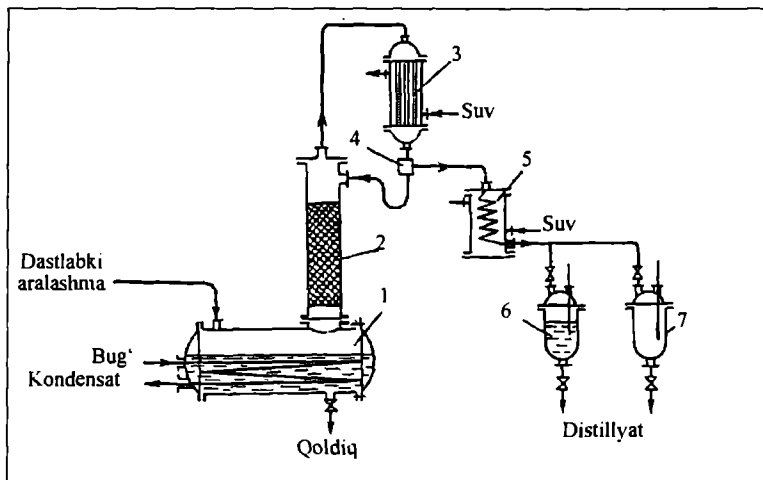 3
Suv
4
5
Suv
2
Dastlabki
aralashma
1
6
7
Bug‘
Kondensat
Qoldiq
Distillyat